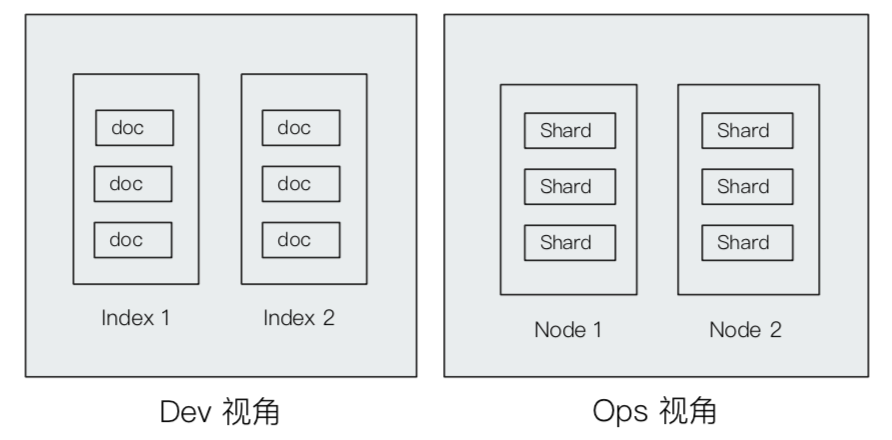 doc
doc
doc
Index 1
doc
doc
doc
Index 2
Dev 视角
Shard
Shard
Shard
Node 1
Shard
Shard
Shard
Node 2
Ops 视角